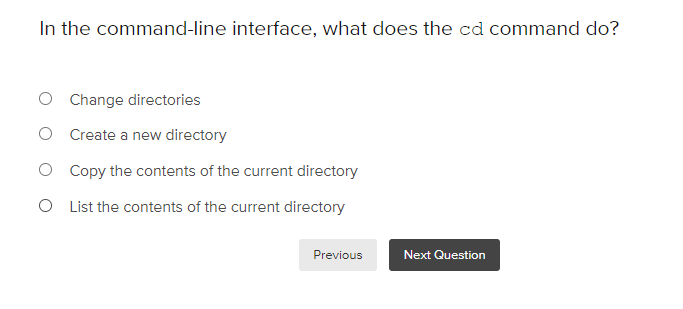 In the command-line interface, what does the cd command do?
Change directories
Create a new directory
Copy the contents of the current directory
List the contents of the current directory
Previous Next Question